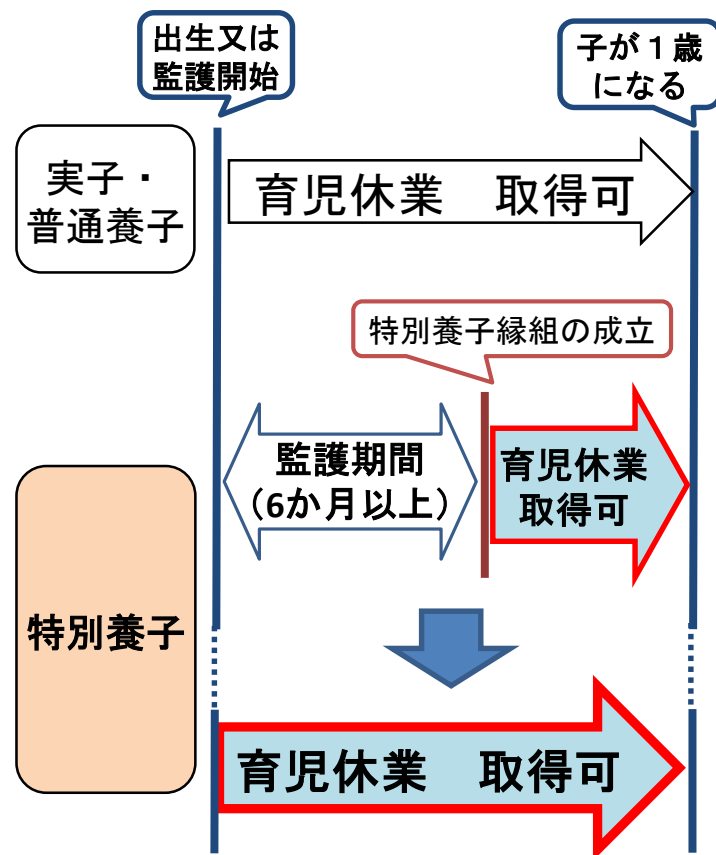 出生又は
監護開始
子が１歳
になる
実子・
普通養子
育児休業　取得可
特別養子縁組の成立
監護期間
（6か月以上）
育児休業
取得可
特別養子
育児休業　取得可